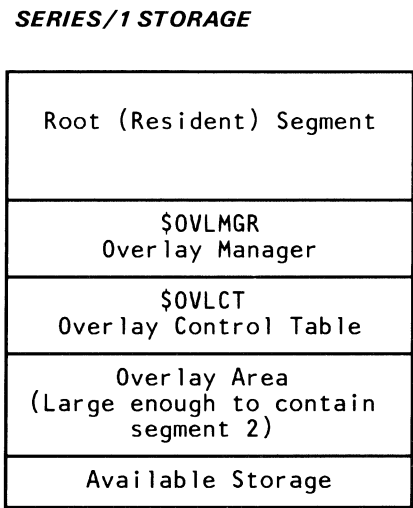 SERIES/1 STORAGE
Root (Resident) Segment
$OVLMGR
Overlay Manager
$OVLCT
Overlay Control Table
Overlay Area
(Large enough to contain
segment 2)
Available Storage